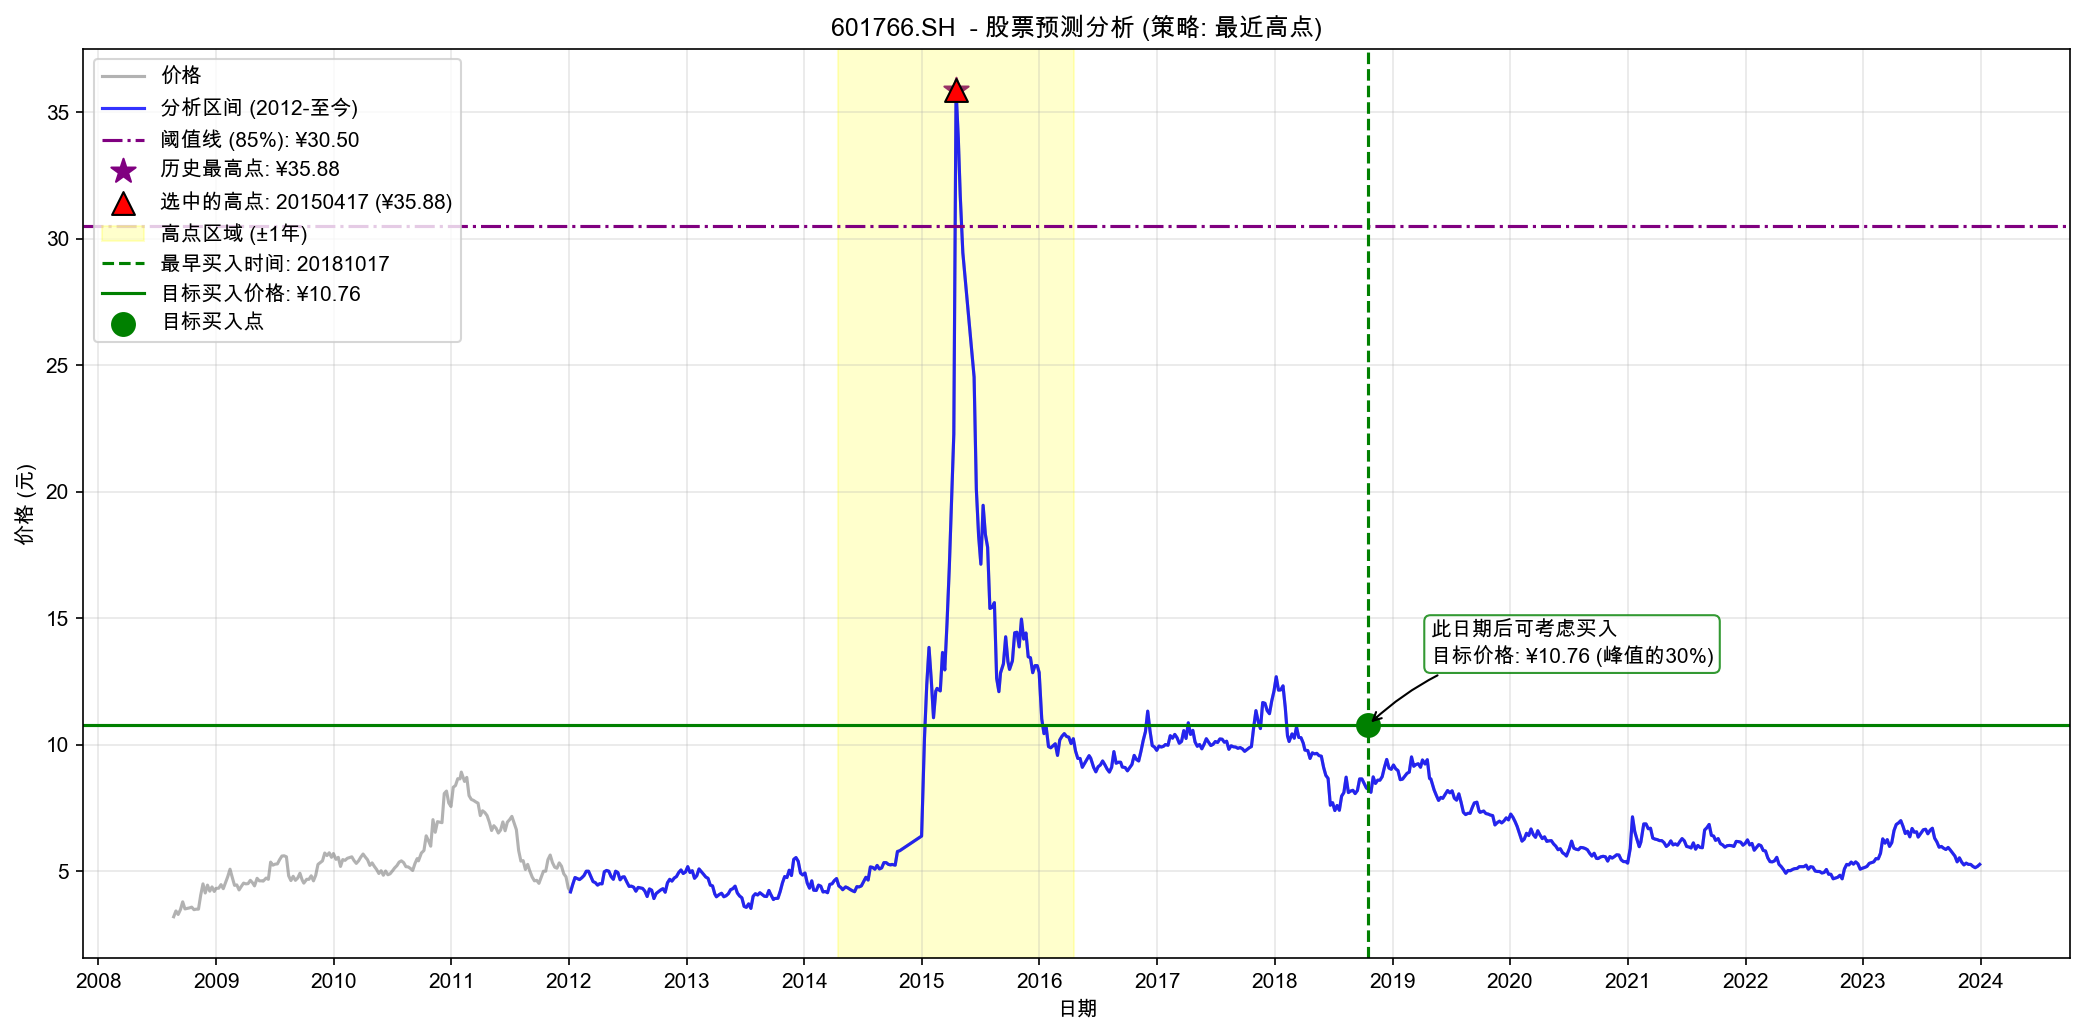 601766.SH - 股票预测分析 (策略: 最近高点)
价格
分析区间 (2012-至今)
阈值线 (85%): ¥30.50
历史最高点: ¥35.88
选中的高点: 20150417 (¥35.88)
高点区域 (±1年)
最早买入时间: 20181017
目标买入价格: ¥10.76
目标买入点
35
30
25
20
15
10
5
价格 (元)
此日期后可考虑买入
目标价格: ¥10.76 (峰值的30%)
2008 2009 2010 2011 2012 2013 2014 2015 2016 2017 2018 2019 2020 2021 2022 2023 2024
日期